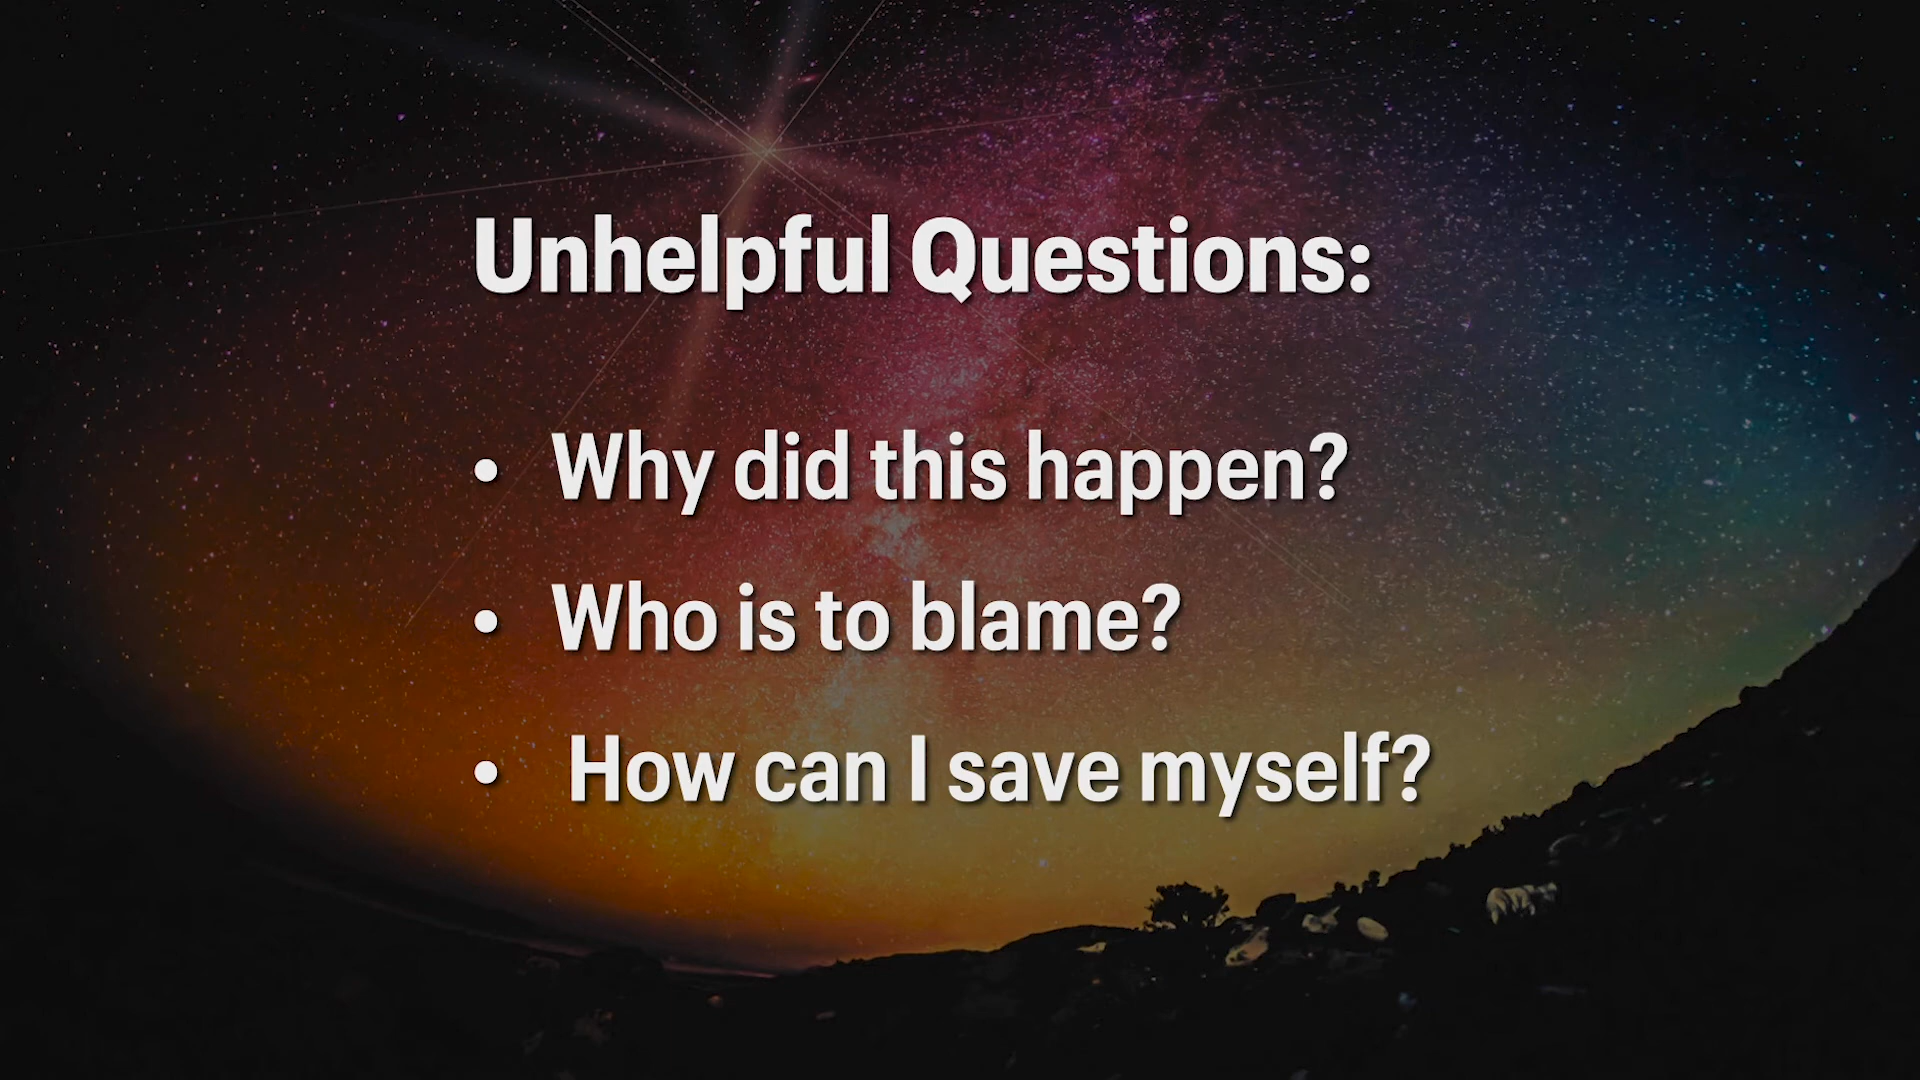 Unhelpful Questions:
• Why did this happen?
• Who is to blame?
• How can I save myself?